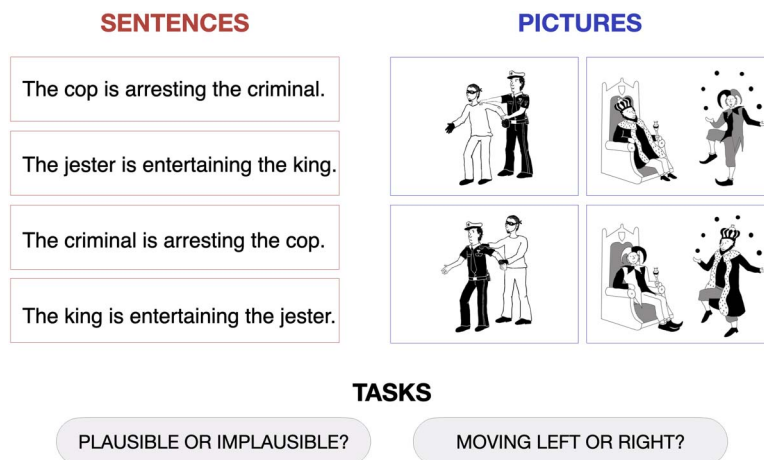 SENTENCES
PICTURES
The cop is arresting the criminal.
The jester is entertaining the king.
The criminal is arresting the cop.
The king is entertaining the jester.
TASKS
PLAUSIBLE OR IMPLAUSIBLE?
MOVING LEFT OR RIGHT?